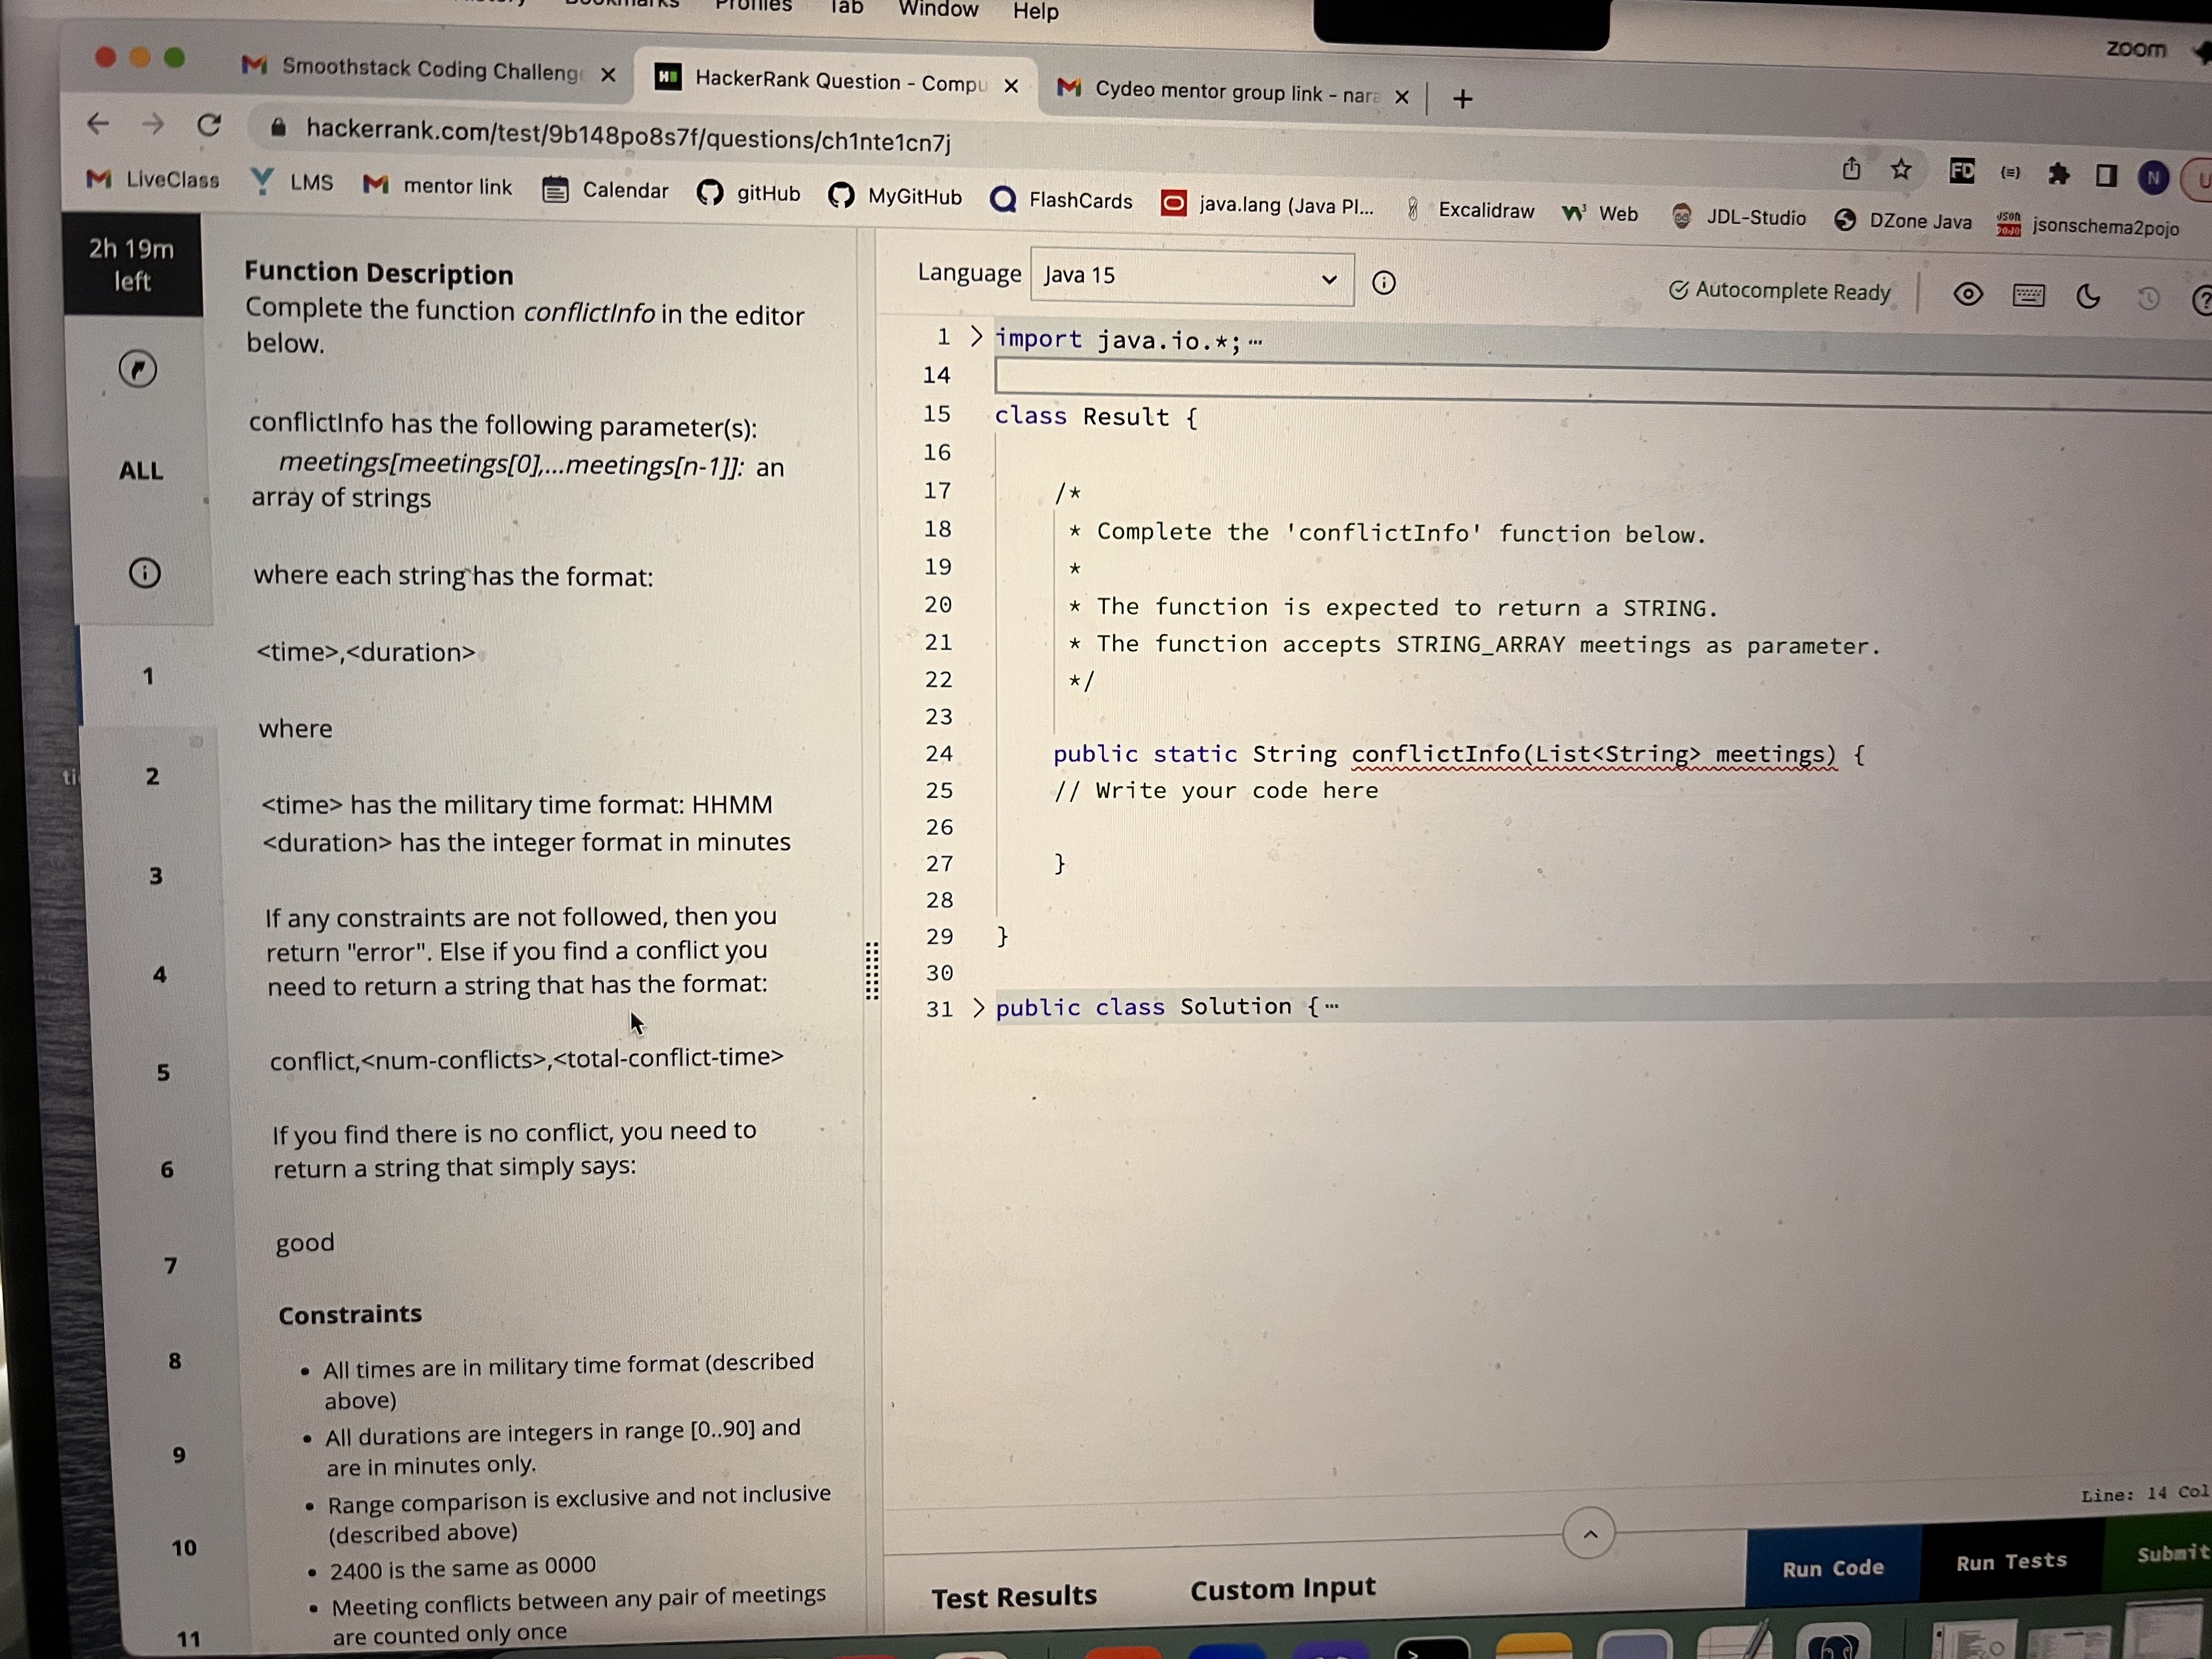 Profiles Tab Window Help
zoom
Smoothstack Coding Challeng
HackerRank Question - Compu
Cydeo mentor group link - nara
hackerrank.com/test/9b148po8s7f/questions/ch1nte1cn7j
LiveClass LMS mentor link Calendar gitHub MyGitHub FlashCards java.lang (Java Pl... Excalidraw Web JDL-Studio DZone Java jsonschema2pojo
2h 19m
left
ALL
1
2
3
4
5
6
7
8
9
10
11
Function Description
Complete the function conflictInfo in the editor
below.
conflictInfo has the following parameter(s):
meetings[meetings[0],...meetings[n-1]]: an
array of strings
where each string has the format:
<time>,<duration>
where
<time> has the military time format: HHMM
<duration> has the integer format in minutes
If any constraints are not followed, then you
return "error". Else if you find a conflict you
need to return a string that has the format:
conflict,<num-conflicts>,<total-conflict-time>
If you find there is no conflict, you need to
return a string that simply says:
good
Constraints
• All times are in military time format (described
above)
• All durations are integers in range [0..90] and
are in minutes only.
• Range comparison is exclusive and not inclusive
(described above)
• 2400 is the same as 0000
• Meeting conflicts between any pair of meetings
are counted only once
Language Java 15
Autocomplete Ready
1 import java.io.*;...
14
15 class Result {
16
17 /*
18 * Complete the 'conflictInfo' function below.
19 *
20 * The function is expected to return a STRING.
21 * The function accepts STRING_ARRAY meetings as parameter.
22 */
23
24 public static String conflictInfo(List<String> meetings) {
25 // Write your code here
26
27 }
28
29 }
30
31 public class Solution {...
Line: 14 Col
Test Results Custom Input
Run Code Run Tests Submit